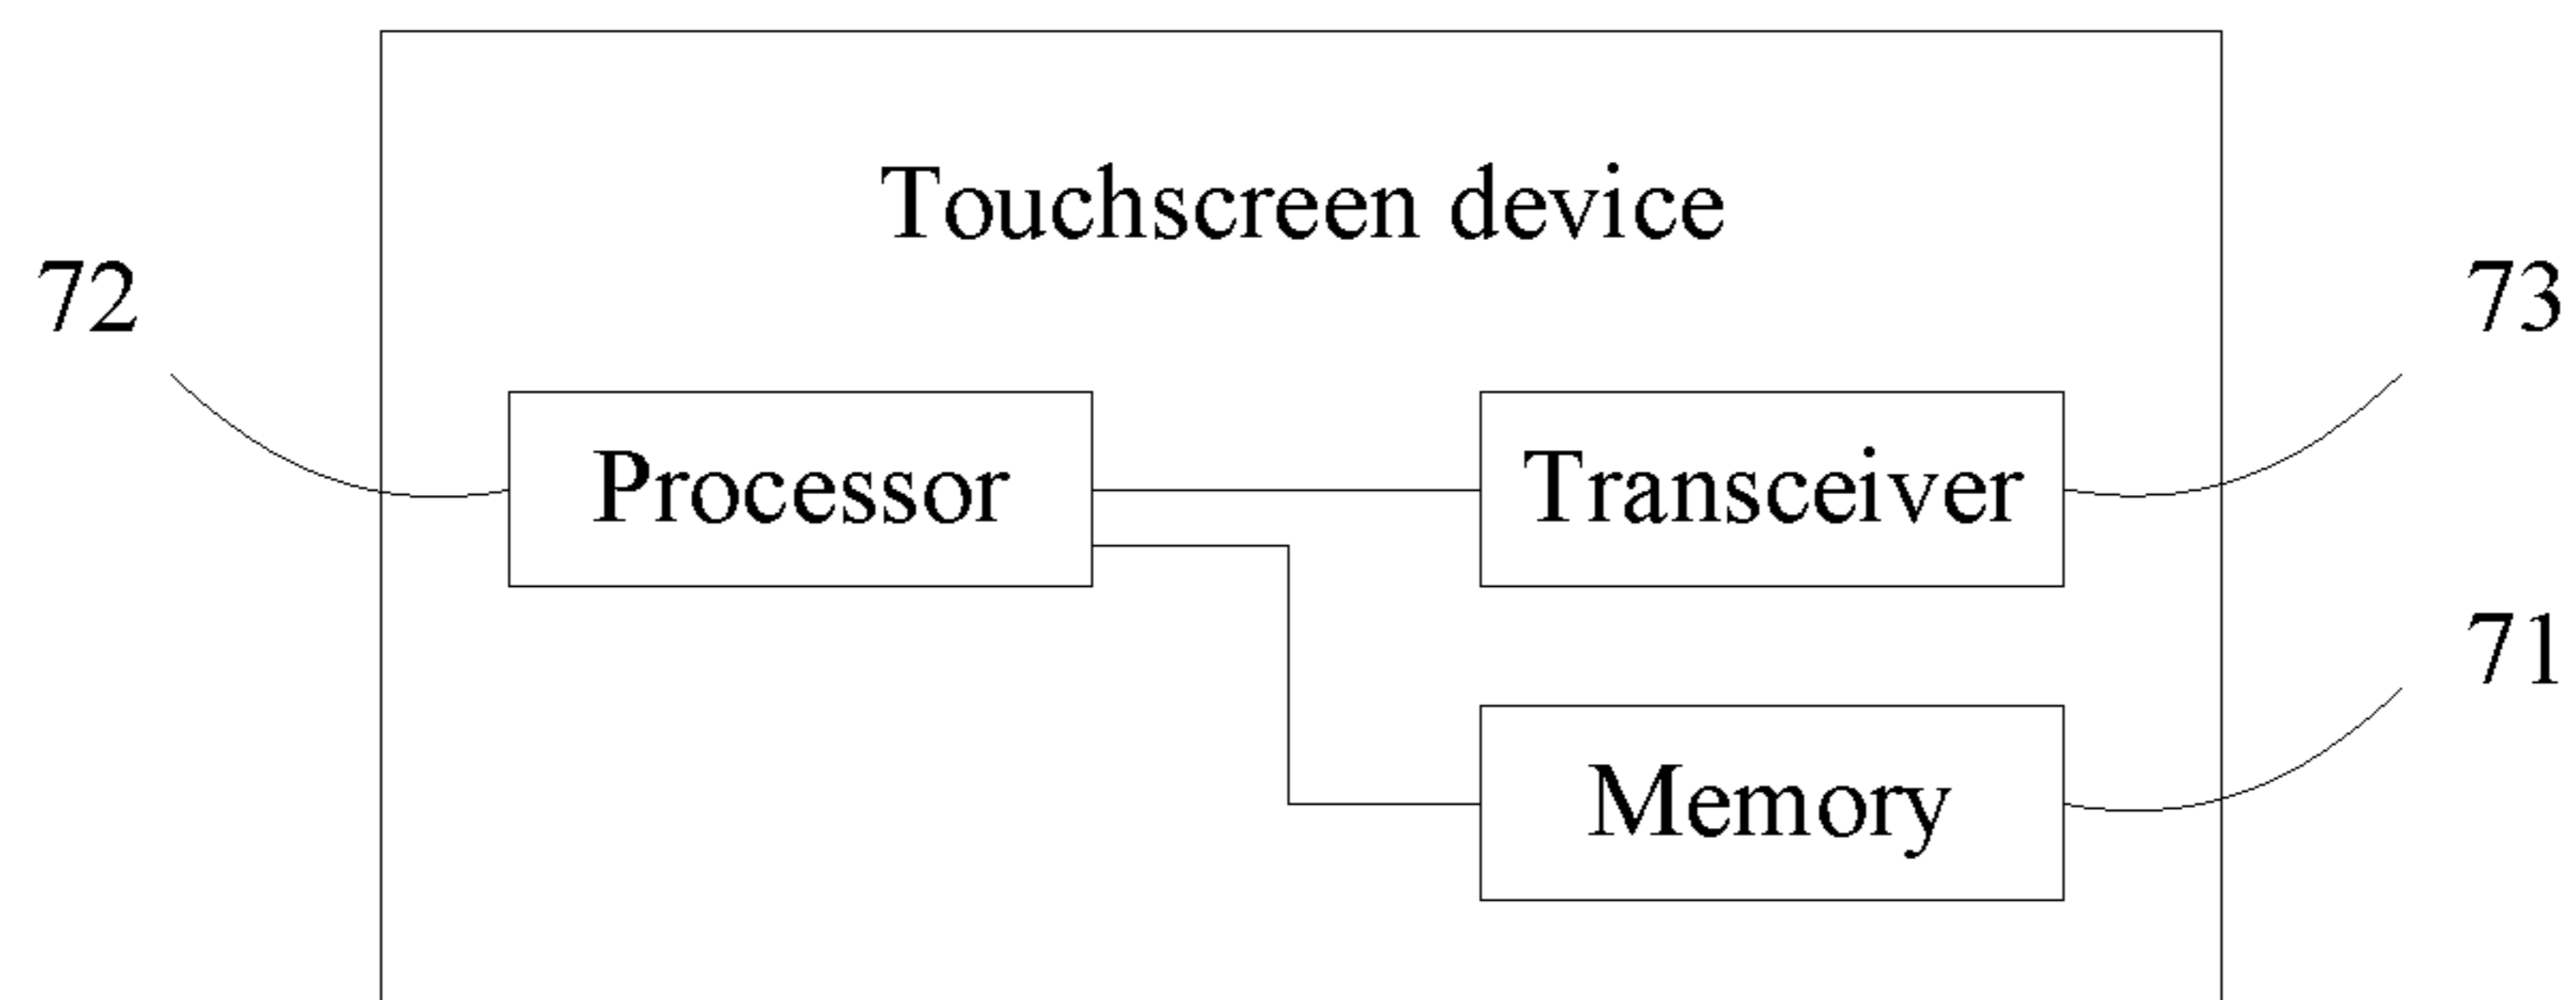 Touchscreen device
72
73
Processor
Transceiver
71
Memory